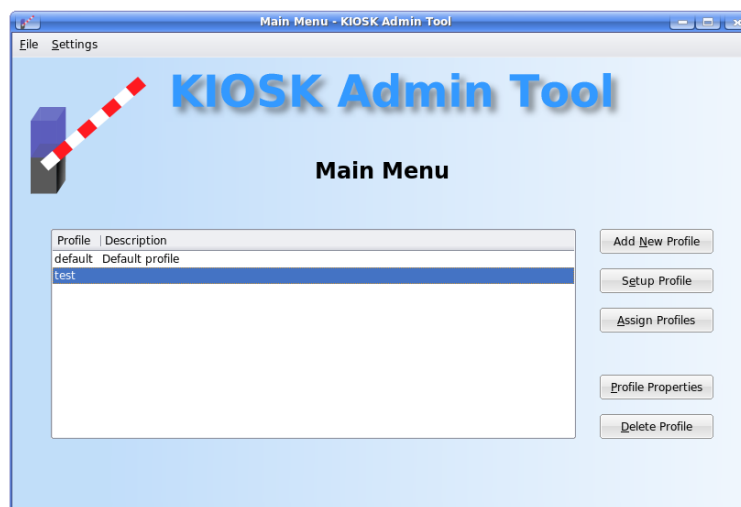 Main Menu - KIOSK Admin Tool
File Settings
KIOSK Admin Tool
Main Menu
Profile Description
default Default profile
test
Add New Profile
Setup Profile
Assign Profiles
Profile Properties
Delete Profile